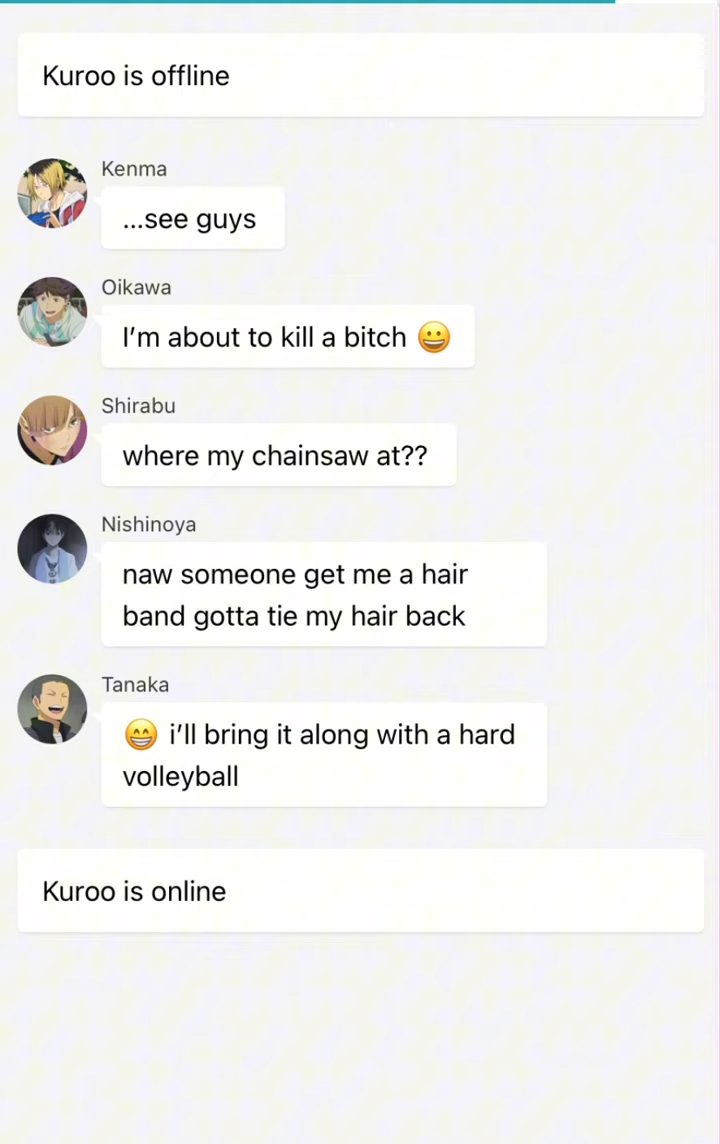 Kuroo is offline
Kenma
...see guys
Oikawa
I’m about to kill a bitch 😀
Shirabu
where my chainsaw at??
Nishinoya
naw someone get me a hair
band gotta tie my hair back
Tanaka
😁 i’ll bring it along with a hard
volleyball
Kuroo is online